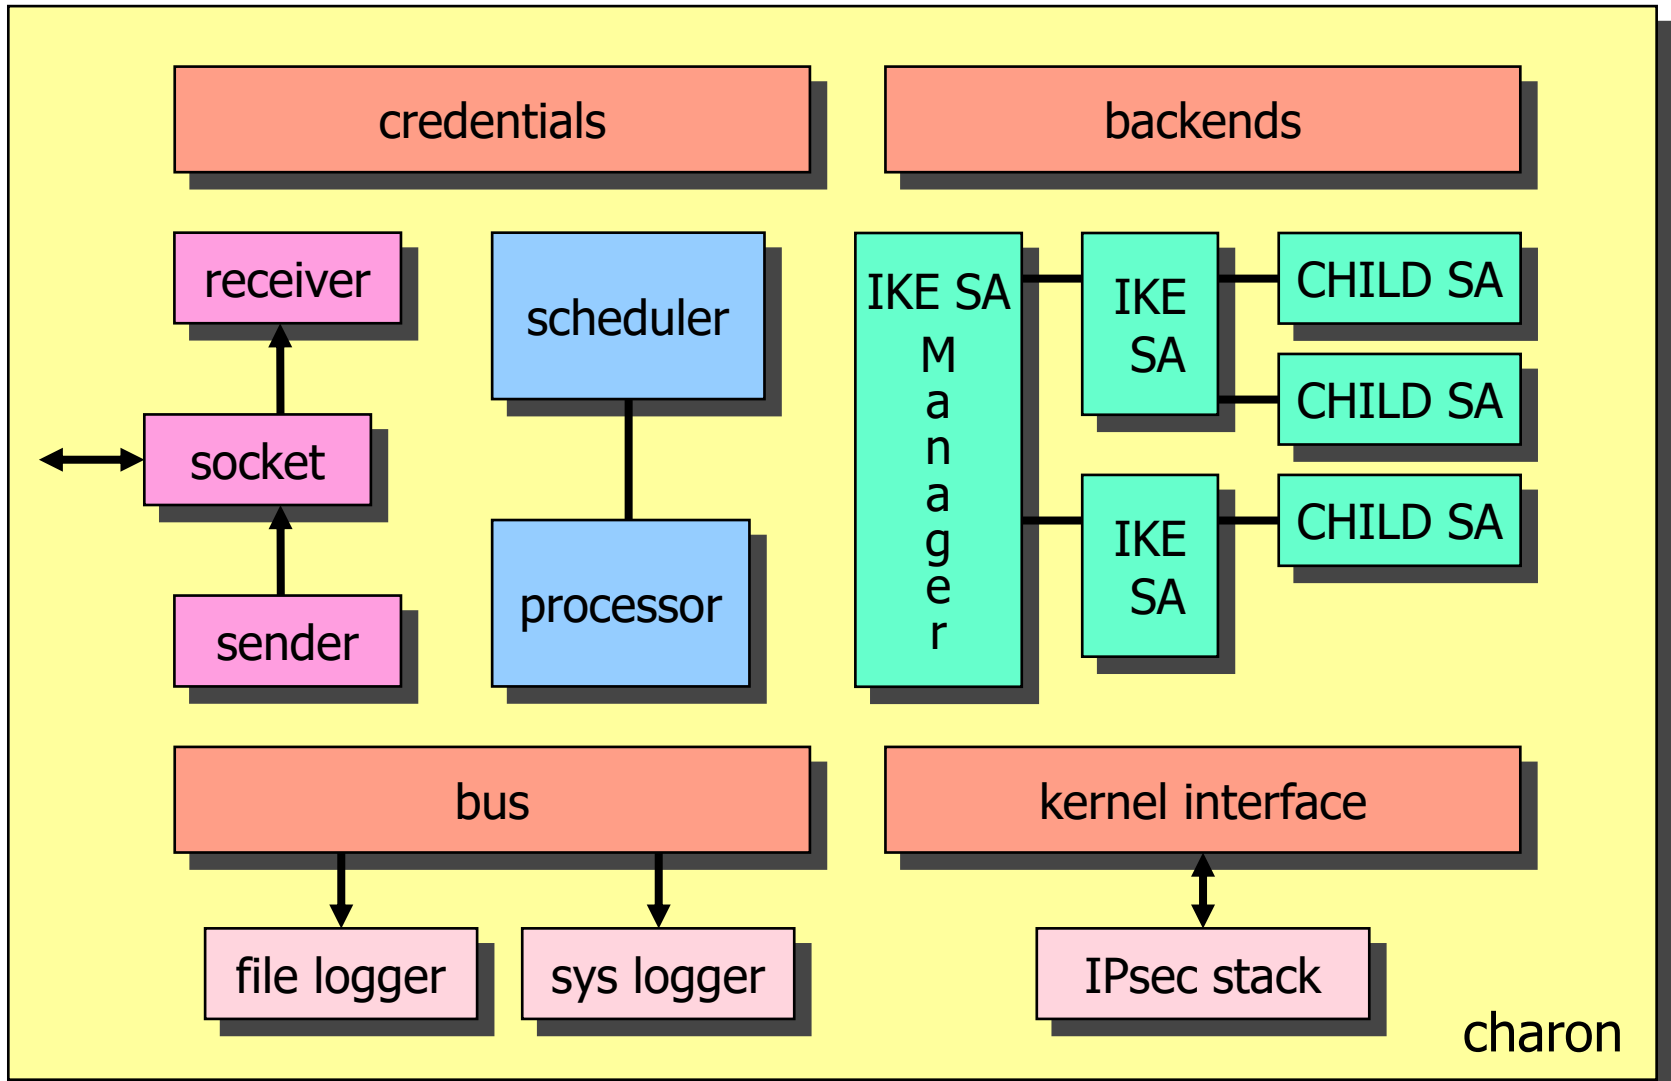 credentials
backends
receiver
scheduler
IKE SA
M
a
n
a
g
e
r
IKE
SA
CHILD SA
CHILD SA
socket
processor
IKE
SA
CHILD SA
sender
bus
kernel interface
file logger
sys logger
IPsec stack
charon